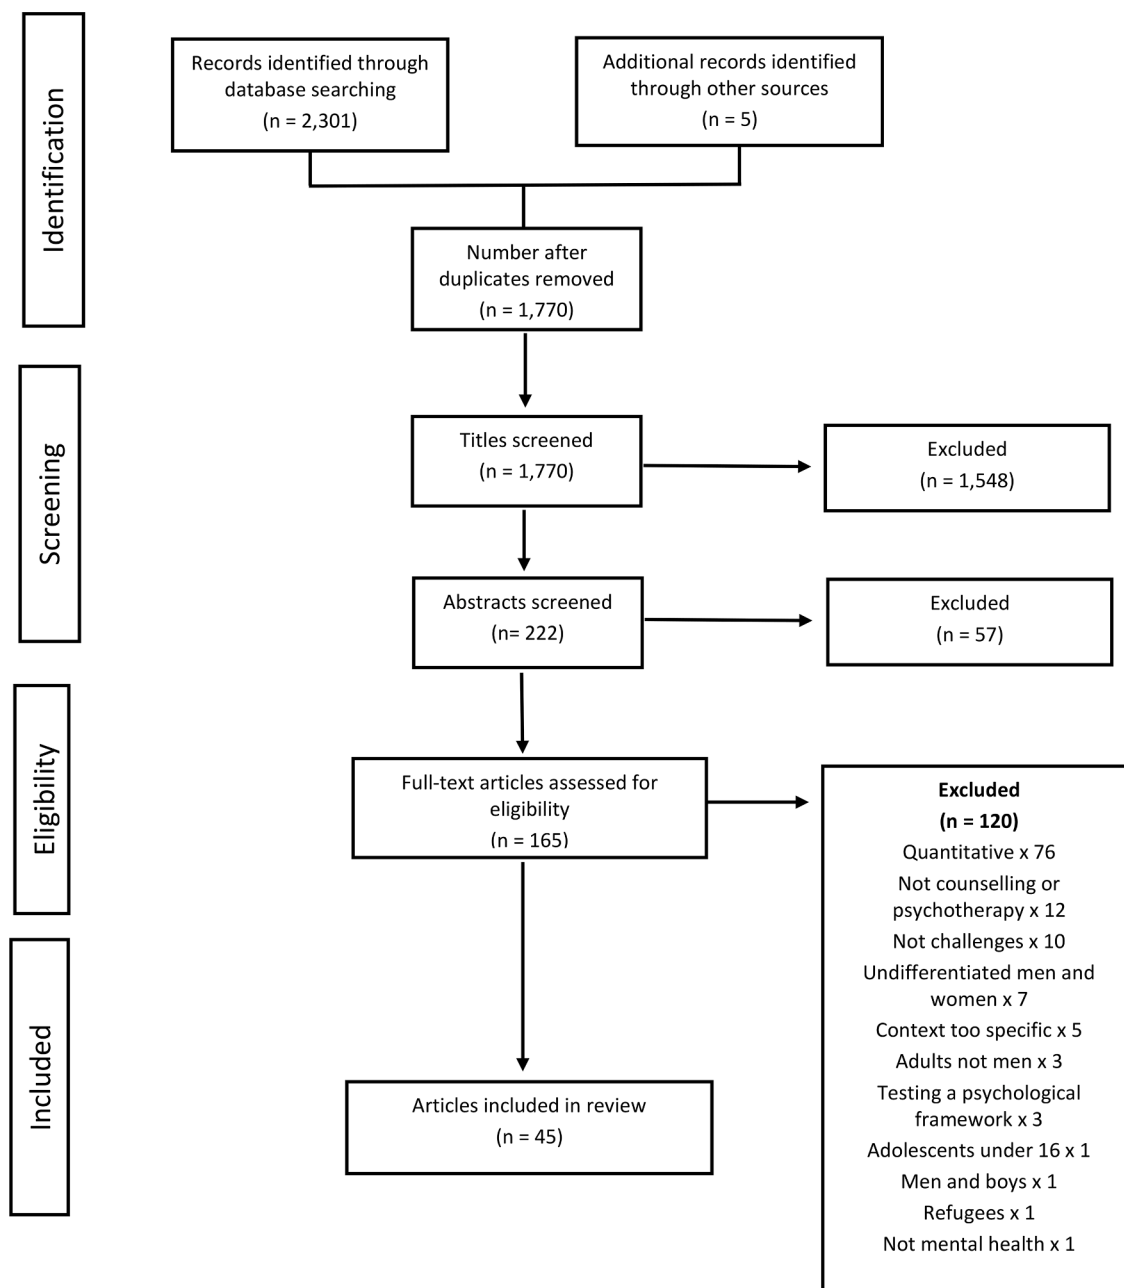 Identification
Records identified through
database searching
(n = 2,301)
Additional records identified
through other sources
(n = 5)
Number after
duplicates removed
(n = 1,770)
Screening
Titles screened
(n = 1,770)
Excluded
(n = 1,548)
Abstracts screened
(n= 222)
Excluded
(n = 57)
Eligibility
Full-text articles assessed for
eligibility
(n = 165)
Excluded
(n = 120)
Quantitative x 76
Not counselling or
psychotherapy x 12
Not challenges x 10
Undifferentiated men and
women x 7
Context too specific x 5
Adults not men x 3
Testing a psychological
framework x 3
Adolescents under 16 x 1
Men and boys x 1
Refugees x 1
Not mental health x 1
Included
Articles included in review
(n = 45)